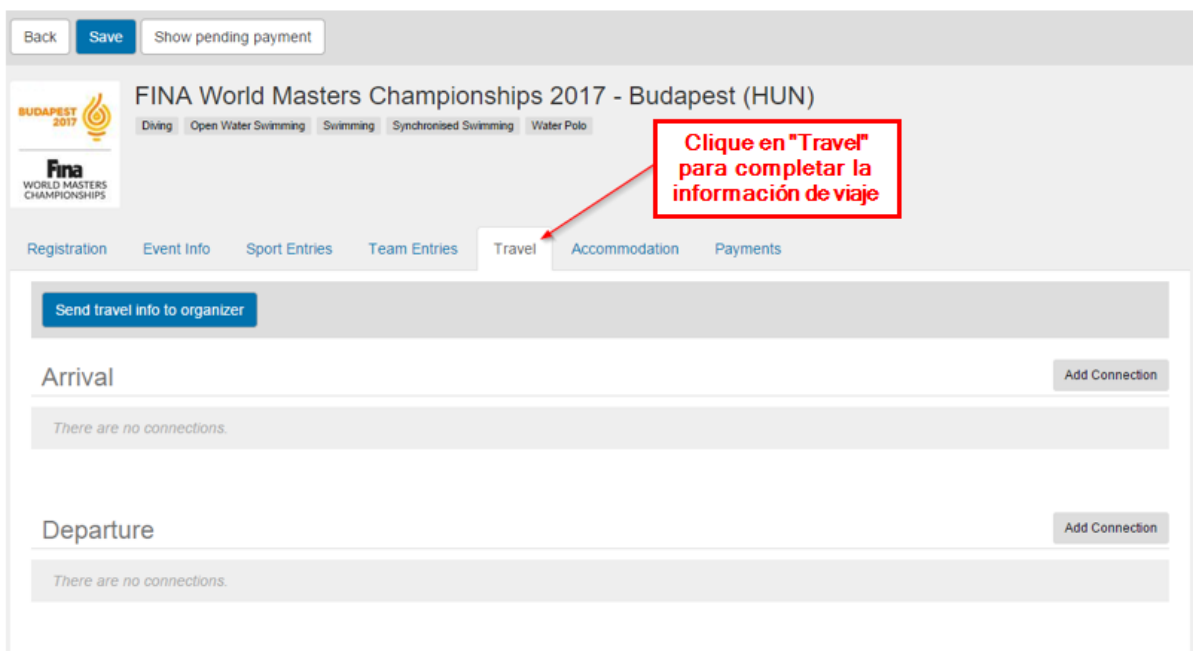 Back Save Show pending payment
BUDAPEST
2017
Fina
WORLD MASTERS
CHAMPIONSHIPS
FINA World Masters Championships 2017 - Budapest (HUN)
Diving Open Water Swimming Swimming Synchronised Swimming Water Polo
Clique en "Travel"
para completar la
información de viaje
Registration Event Info Sport Entries Team Entries Travel Accommodation Payments
Send travel info to organizer
Arrival Add Connection
There are no connections.
Departure Add Connection
There are no connections.